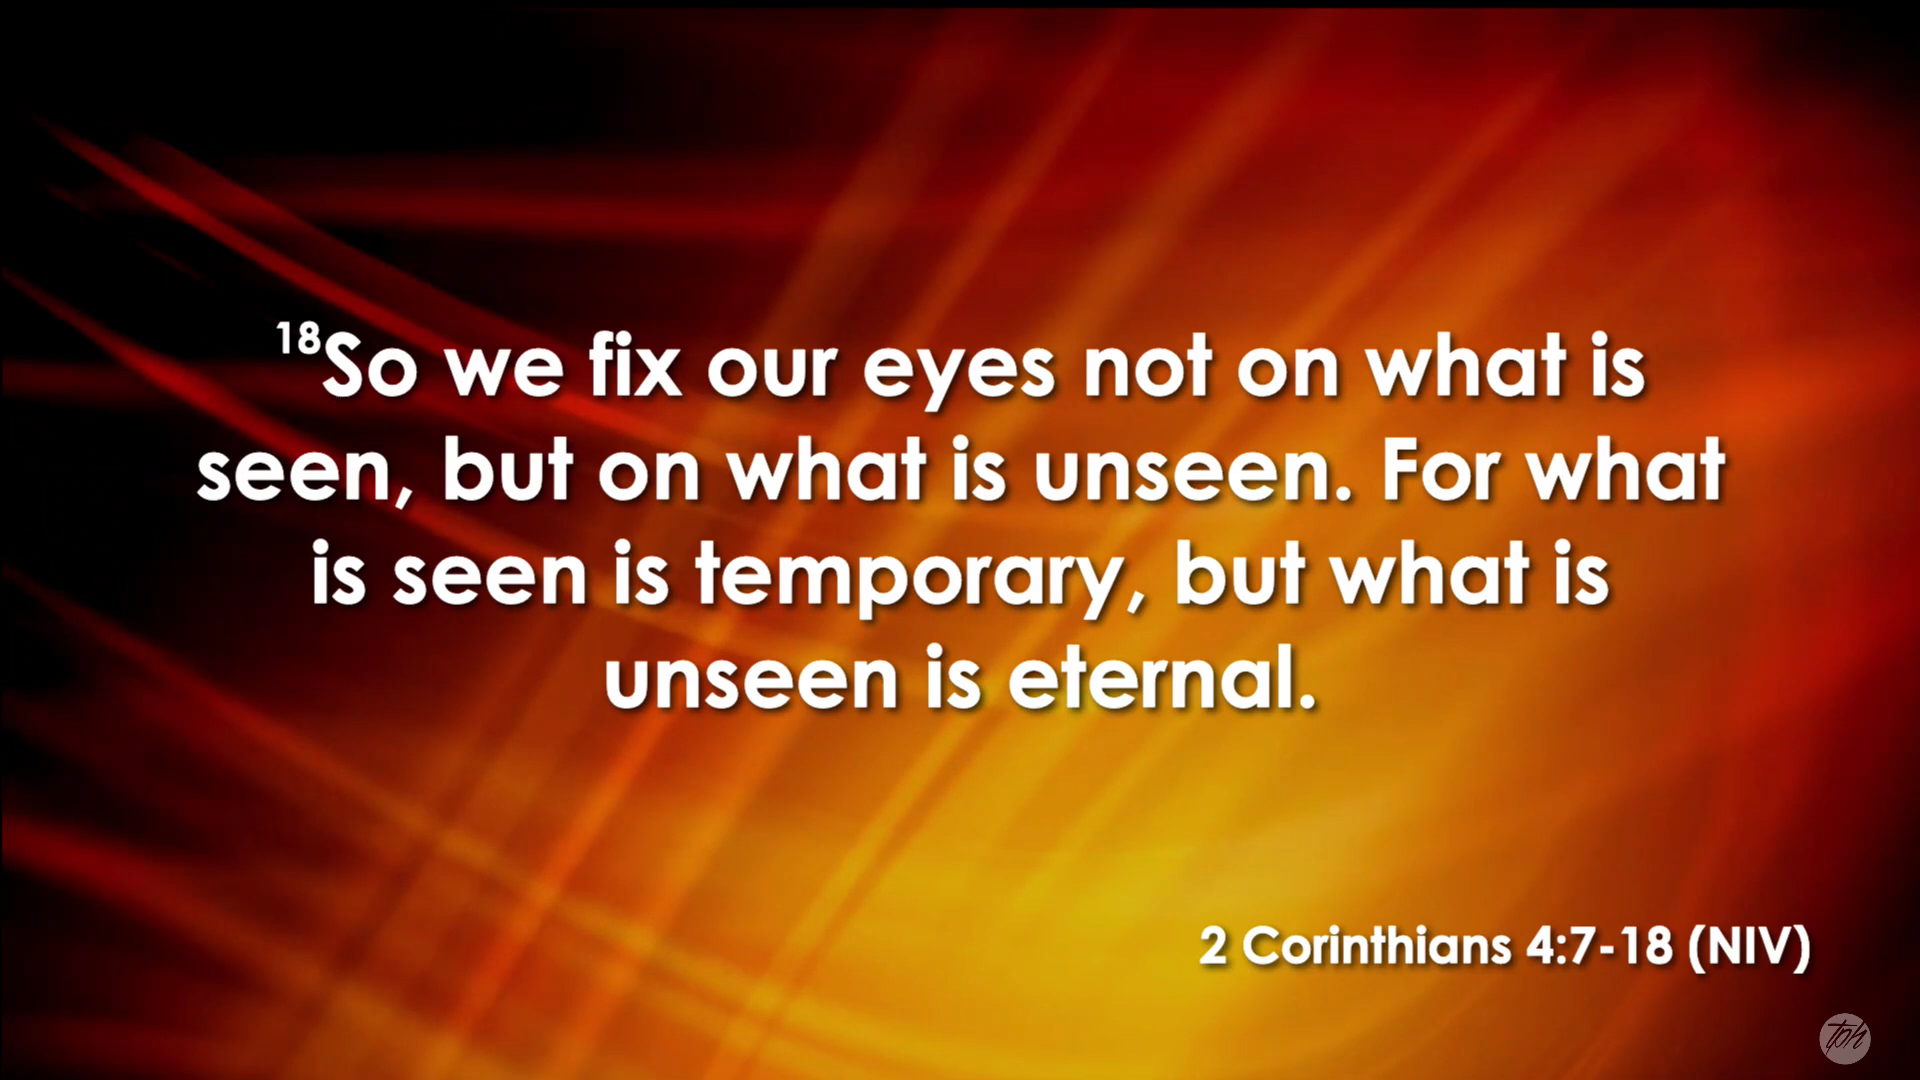 18So we fix our eyes not on what is
seen, but on what is unseen. For what
is seen is temporary, but what is
unseen is eternal.
2 Corinthians 4:7-18 (NIV)
tph